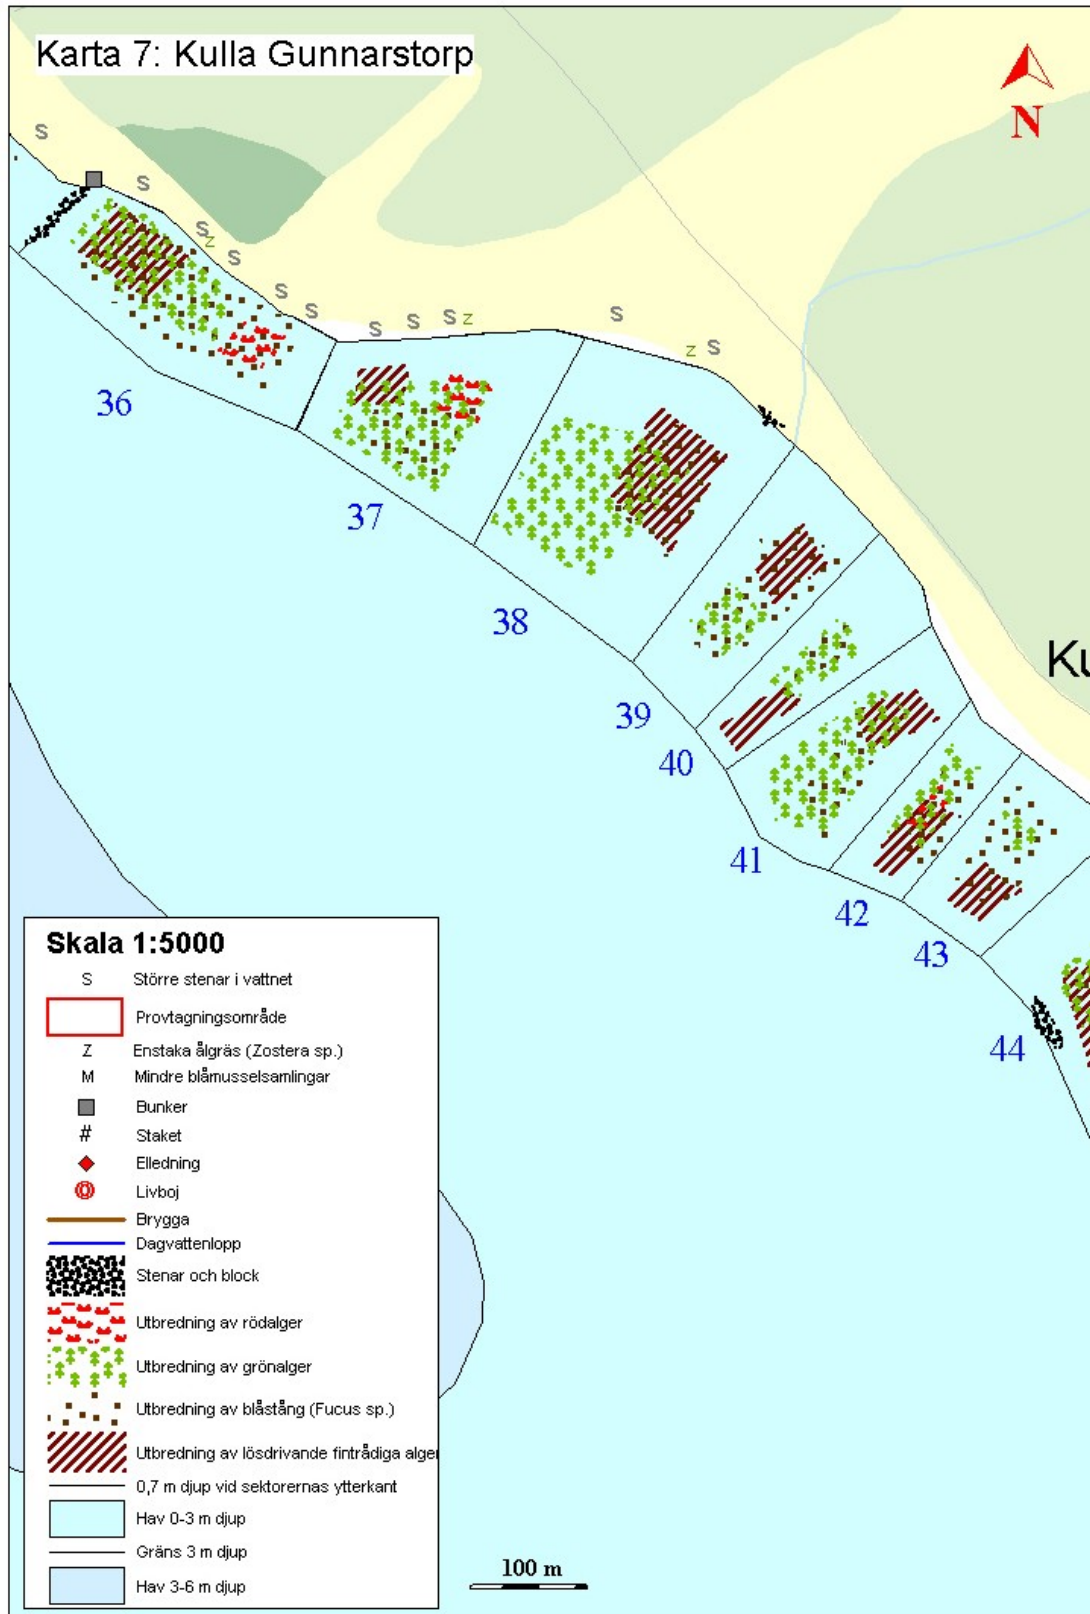 Karta 7: Kulla Gunnarstorp
N
S
S
S
Z
S
S
S
S
S
S
Z
S
Z
S
36
37
38
39
40
41
42
43
44
Ku
Skala 1:5000
S Större stenar i vattnet
Provtagningsområde
Z Enstaka ålgräs (Zostera sp.)
M Mindre blåmusselsamlingar
Bunker
# Staket
Elledning
Livboj
Brygga
Dagvattenlopp
Stenar och block
Utbredning av rödalger
Utbredning av grönalger
Utbredning av blåstång (Fucus sp.)
Utbredning av lösdrivande fintrådiga alger
0,7 m djup vid sektorernas ytterkant
Hav 0-3 m djup
Gräns 3 m djup
Hav 3-6 m djup
100 m